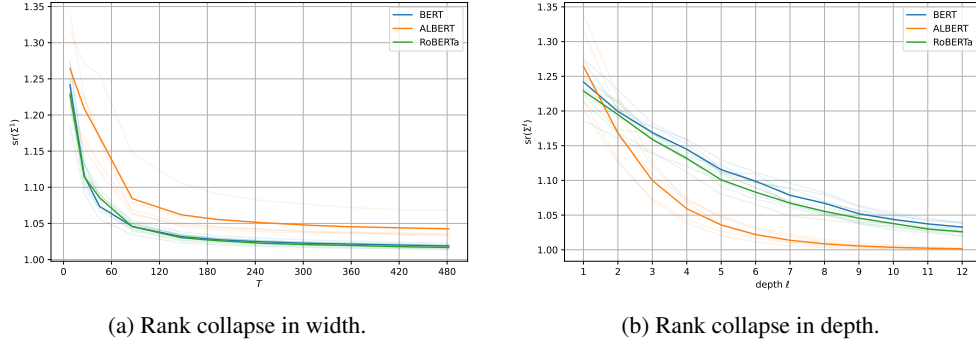 1.35
1.30
1.25
1.20
1.15
1.10
1.05
1.00
sr(Σ¹)
0 60 120 180 240 300 360 420 480
T
BERT
ALBERT
RoBERTa
(a) Rank collapse in width.
1.35
1.30
1.25
1.20
1.15
1.10
1.05
1.00
sr(Σ^ℓ)
1 2 3 4 5 6 7 8 9 10 11 12
depth ℓ
BERT
ALBERT
RoBERTa
(b) Rank collapse in depth.